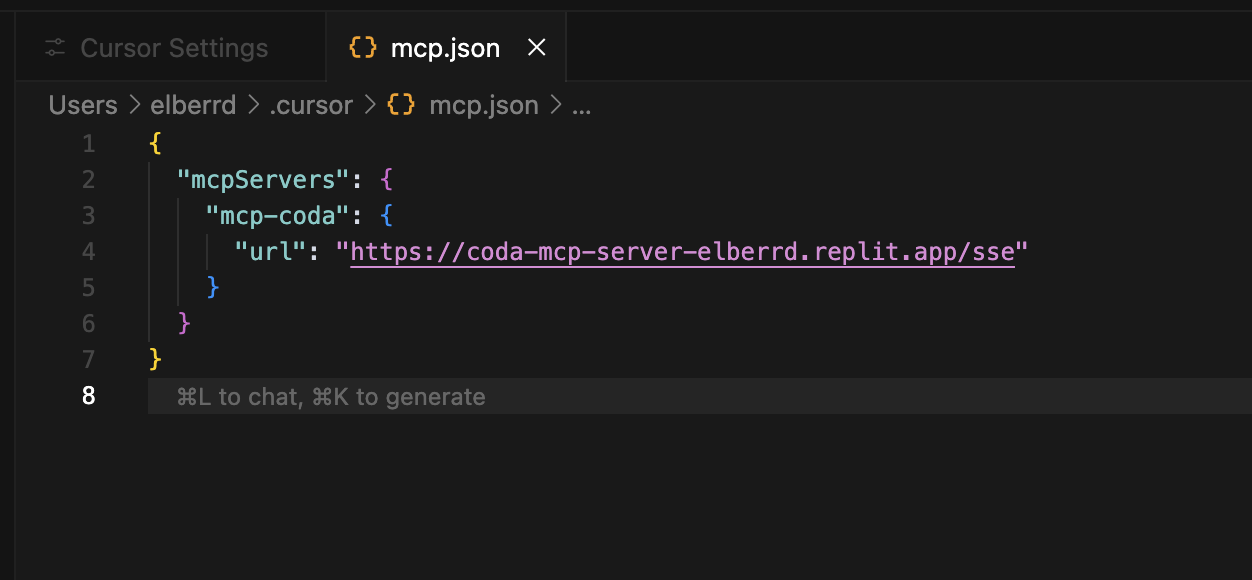 Cursor Settings
{} mcp.json ×
Users > elberrd > .cursor > {} mcp.json > ...
1 {
2   "mcpServers": {
3     "mcp-coda": {
4       "url": "https://coda-mcp-server-elberrd.replit.app/sse"
5     }
6   }
7 }
8   ⌘L to chat, ⌘K to generate